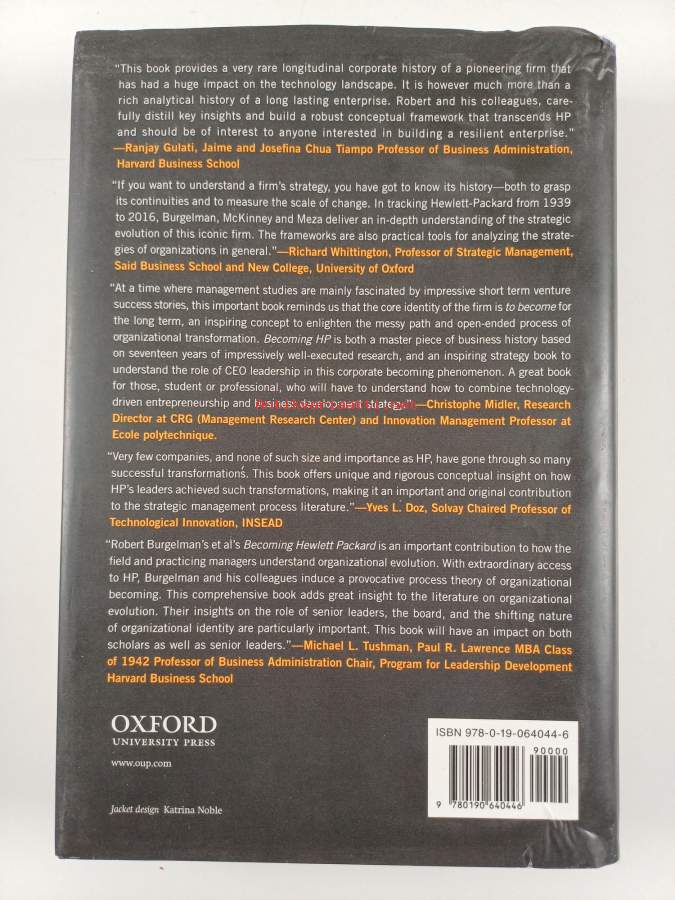 “This book provides a very rare longitudinal corporate history of a pioneering firm that
has had a huge impact on the technology landscape. It is however much more than a
rich analytical history of a long lasting enterprise. Robert and his colleagues, care-
fully distill key insights and build a robust conceptual framework that transcends HP
and should be of interest to anyone interested in building a resilient enterprise.”
—Ranjay Gulati, Jaime and Josefina Chua Tiampo Professor of Business Administration,
Harvard Business School
“If you want to understand a firm’s strategy, you have got to know its history—both to grasp
its continuities and to measure the scale of change. In tracking Hewlett-Packard from 1939
to 2016, Burgelman, McKinney and Meza deliver an in-depth understanding of the strategic
evolution of this iconic firm. The frameworks are also practical tools for analyzing the strate-
gies of organizations in general.”—Richard Whittington, Professor of Strategic Management,
Said Business School and New College, University of Oxford
“At a time where management studies are mainly fascinated by impressive short term venture
success stories, this important book reminds us that the core identity of the firm is to become for
the long term, an inspiring concept to enlighten the messy path and open-ended process of
organizational transformation. Becoming HP is both a master piece of business history based
on seventeen years of impressively well-executed research, and an inspiring strategy book to
understand the role of CEO leadership in this corporate becoming phenomenon. A great book
for those, student or professional, who will have to understand how to combine technology-
driven entrepreneurship and business development strategy.”—Christophe Midler, Research
Director at CRG (Management Research Center) and Innovation Management Professor at
Ecole polytechnique.
“Very few companies, and none of such size and importance as HP, have gone through so many
successful transformations. This book offers unique and rigorous conceptual insight on how
HP’s leaders achieved such transformations, making it an important and original contribution
to the strategic management process literature.”—Yves L. Doz, Solvay Chaired Professor of
Technological Innovation, INSEAD
“Robert Burgelman’s et al’s Becoming Hewlett Packard is an important contribution to how the
field and practicing managers understand organizational evolution. With extraordinary access
to HP, Burgelman and his colleagues induce a provocative process theory of organizational
becoming. This comprehensive book adds great insight to the literature on organizational
evolution. Their insights on the role of senior leaders, the board, and the shifting nature
of organizational identity are particularly important. This book will have an impact on both
scholars as well as senior leaders.”—Michael L. Tushman, Paul R. Lawrence MBA Class
of 1942 Professor of Business Administration Chair, Program for Leadership Development
Harvard Business School
OXFORD
UNIVERSITY PRESS
www.oup.com
Jacket design Katrina Noble
ISBN 978-0-19-064044-6
90000
9 780190 640446